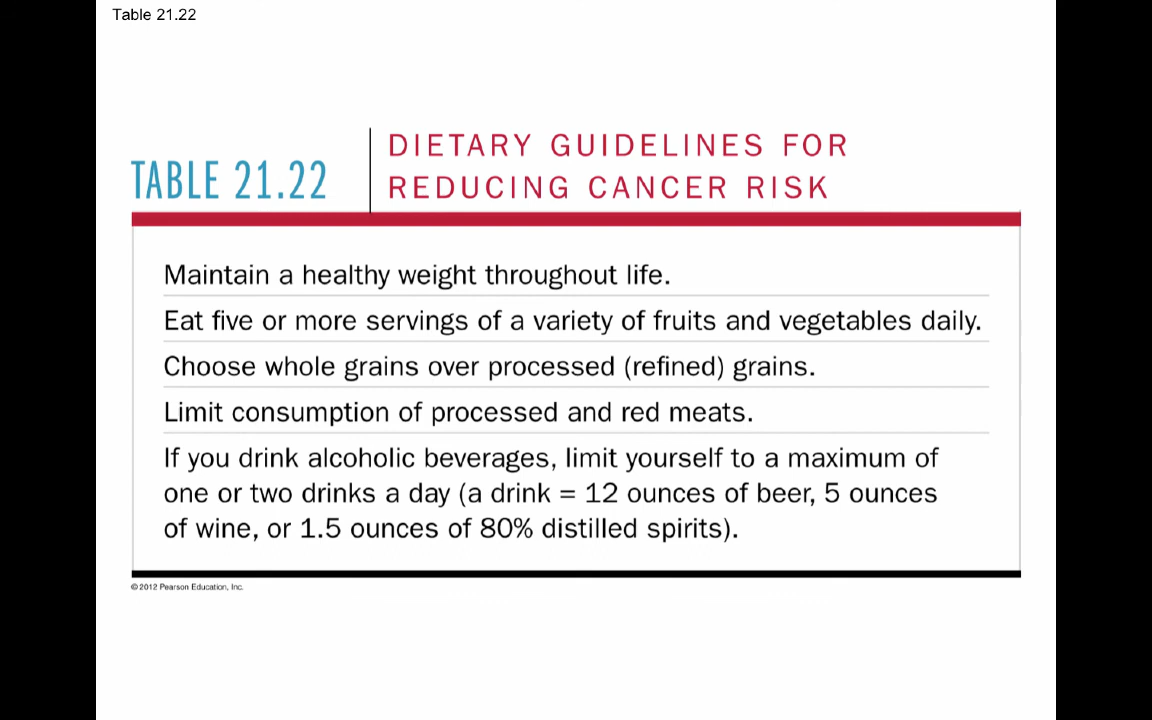 Table 21.22
TABLE 21.22
DIETARY GUIDELINES FOR
REDUCING CANCER RISK
Maintain a healthy weight throughout life.
Eat five or more servings of a variety of fruits and vegetables daily.
Choose whole grains over processed (refined) grains.
Limit consumption of processed and red meats.
If you drink alcoholic beverages, limit yourself to a maximum of
one or two drinks a day (a drink = 12 ounces of beer, 5 ounces
of wine, or 1.5 ounces of 80% distilled spirits).
© 2012 Pearson Education, Inc.